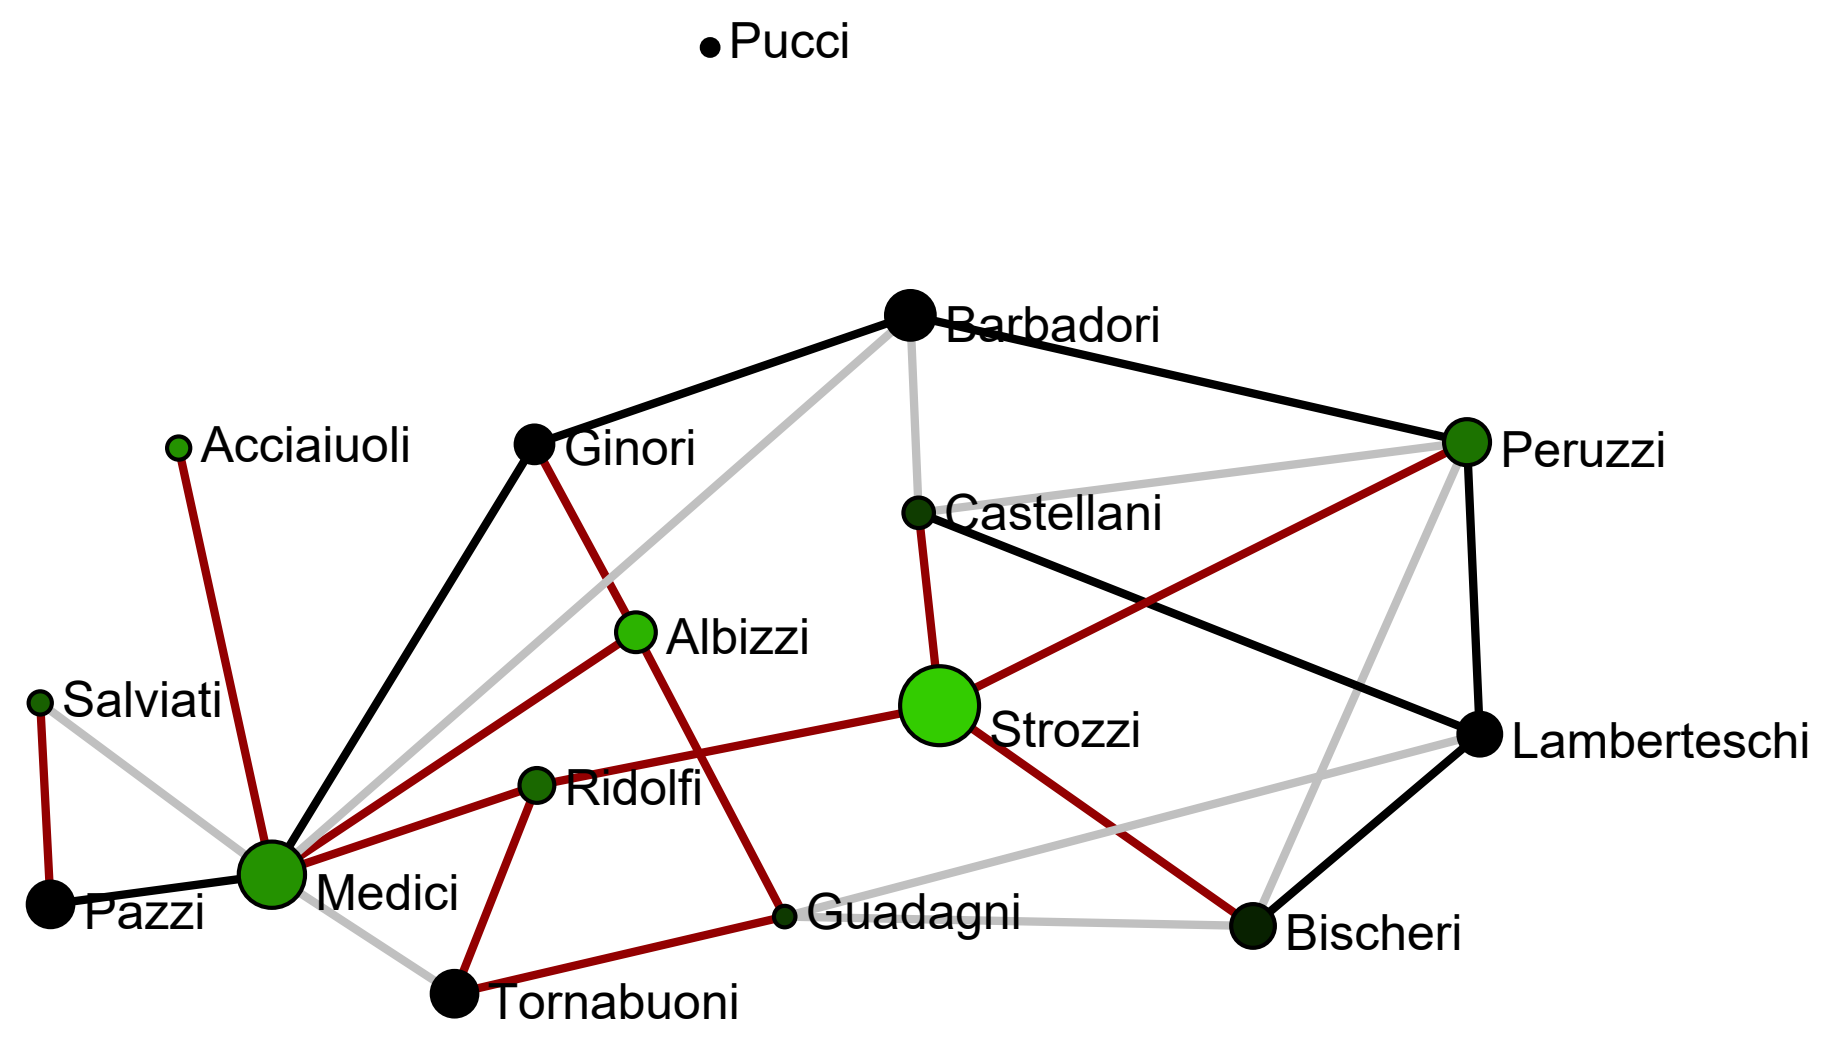 Pucci
Barbadori
Acciaiuoli
Ginori
Peruzzi
Castellani
Albizzi
Salviati
Strozzi
Lamberteschi
Ridolfi
Medici
Pazzi
Guadagni
Bischeri
Tornabuoni